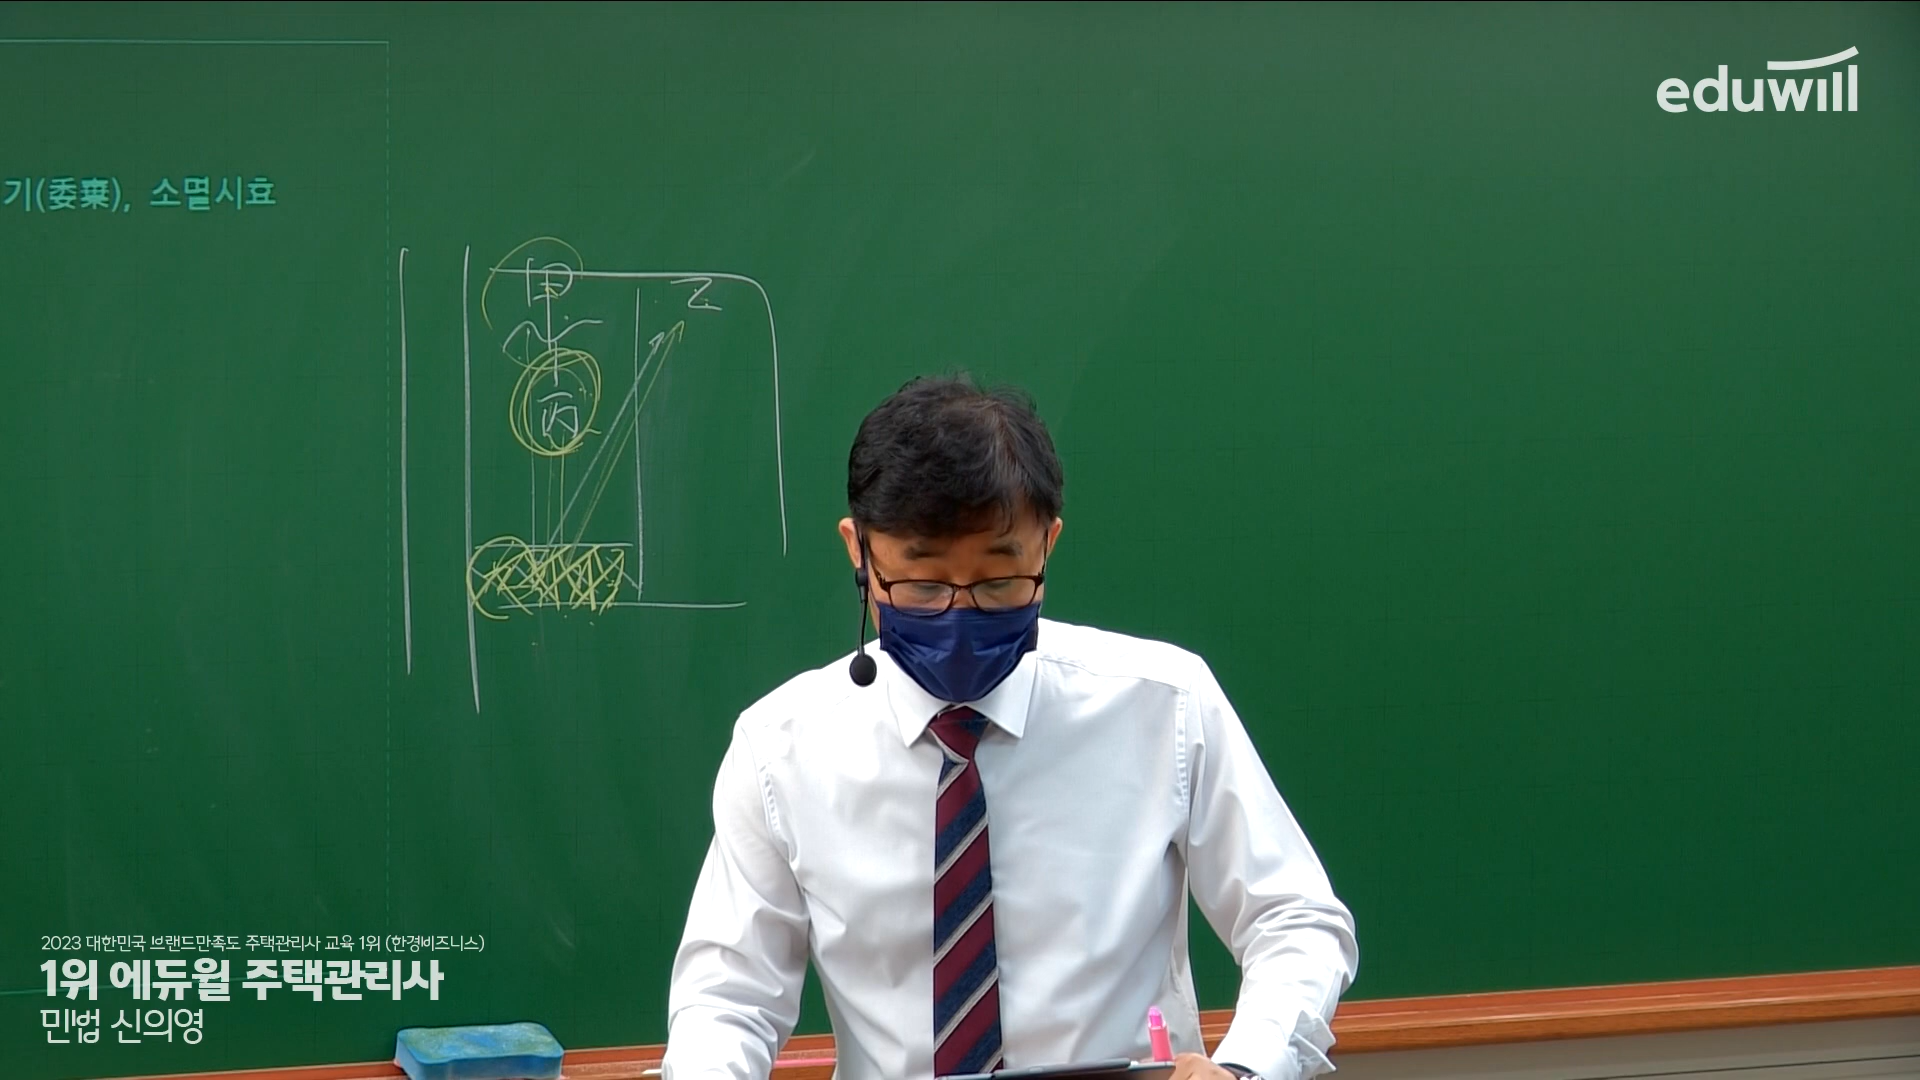 eduwill
기(委棄), 소멸시효
甲 乙
丙
2023 대한민국 브랜드만족도 주택관리사 교육 1위 (한경비즈니스)
1위 에듀윌 주택관리사
민법 신의영